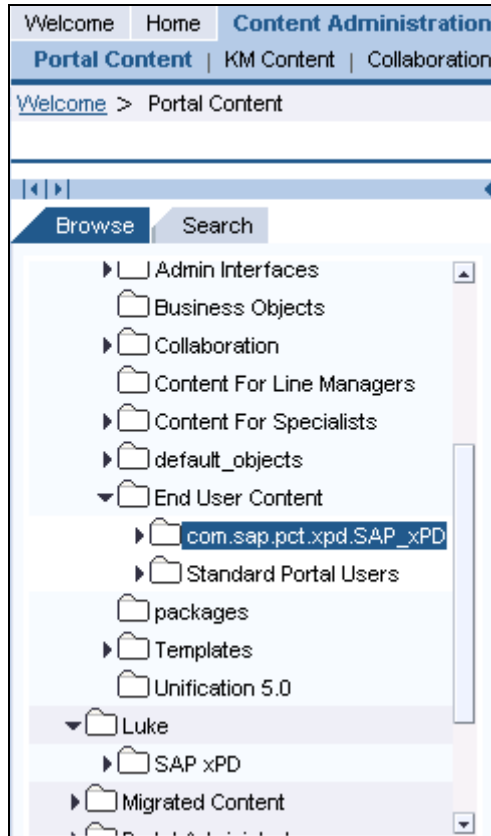 Welcome Home Content Administration
Portal Content | KM Content | Collaboration
Welcome > Portal Content
Browse Search
Admin Interfaces
Business Objects
Collaboration
Content For Line Managers
Content For Specialists
default_objects
End User Content
com.sap.pct.xpd.SAP_xPD
Standard Portal Users
packages
Templates
Unification 5.0
Luke
SAP xPD
Migrated Content